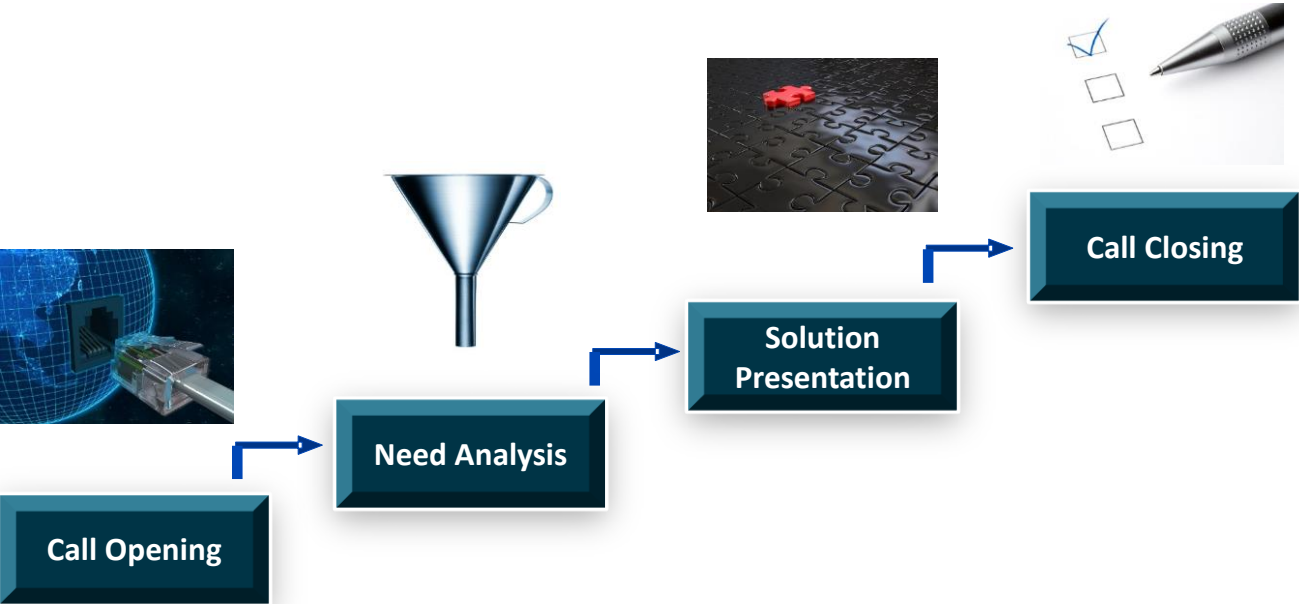 Call Opening
Need Analysis
Solution
Presentation
Call Closing